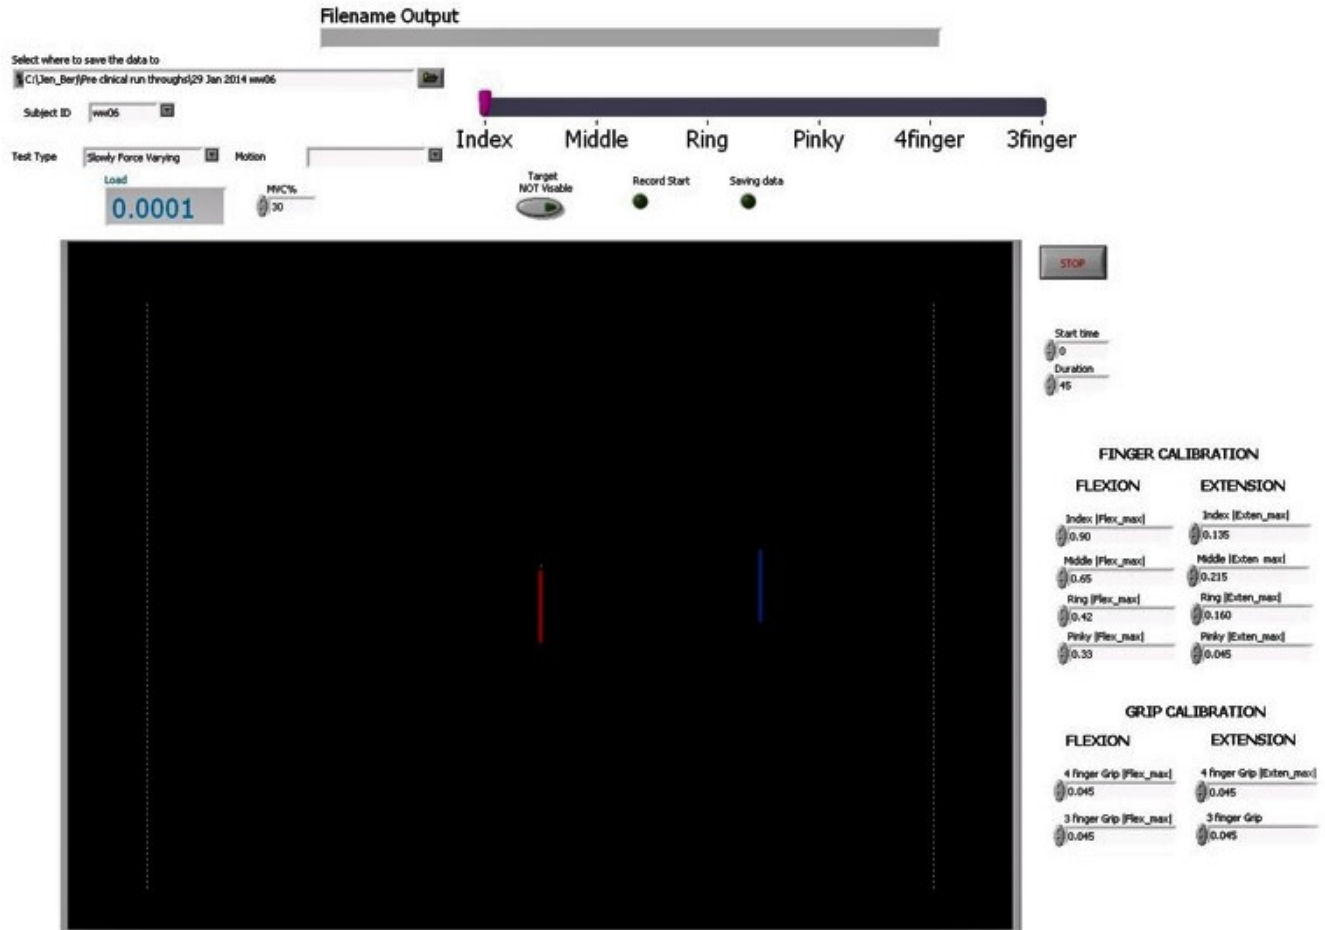 Filename Output
Select where to save the data to
C:\Jen_Berj\Pre clinical run throughs\29 Jan 2014 ww06
Subject ID ww06
Index Middle Ring Pinky 4finger 3finger
Test Type Slowly Force Varying Motion
Load
0.0001
MVC%
30
Target
NOT Visable
Record Start
Saving data
STOP
Start time
0
Duration
45
FINGER CALIBRATION
FLEXION EXTENSION
Index |Flex_max| Index |Exten_max|
0.90 0.135
Middle |Flex_max| Middle |Exten max|
0.65 0.215
Ring |Flex_max| Ring |Exten_max|
0.42 0.160
Pinky |Flex_max| Pinky |Exten_max|
0.33 0.045
GRIP CALIBRATION
FLEXION EXTENSION
4 finger Grip |Flex_max| 4 finger Grip |Exten_max|
0.045 0.045
3 finger Grip |Flex_max| 3 finger Grip
0.045 0.045